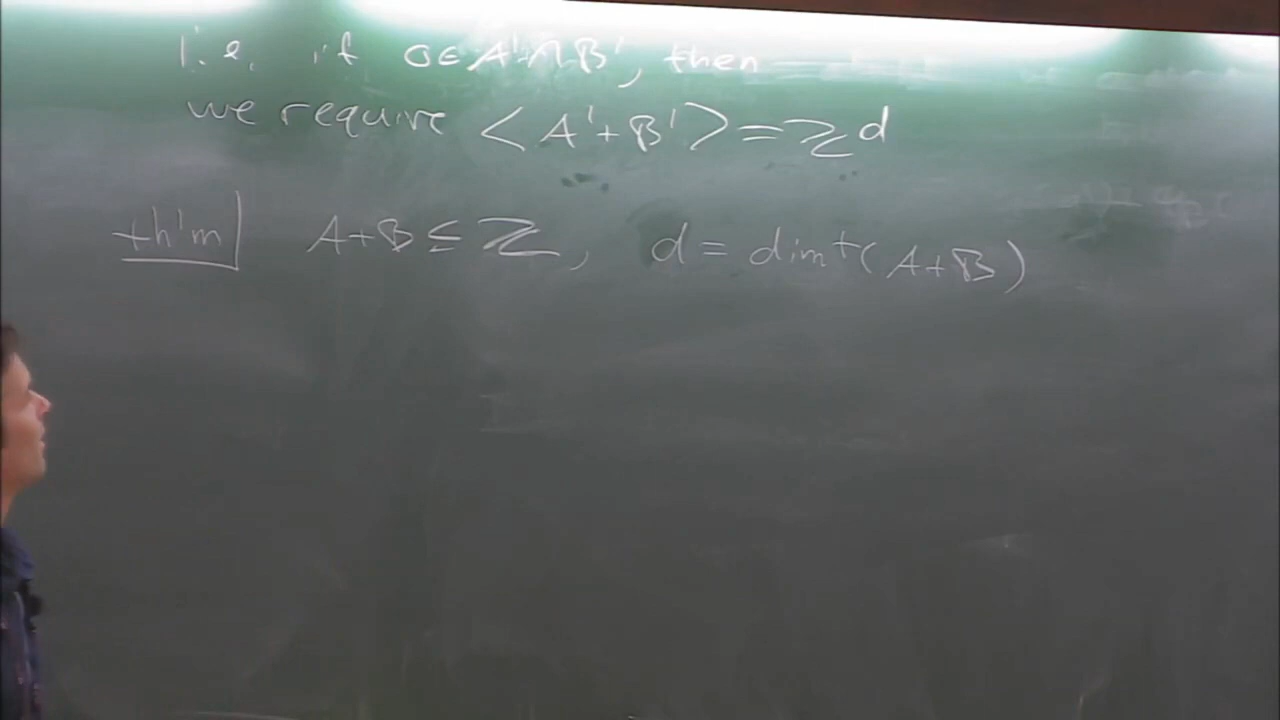 i.e. if 0∈A'∩B', then
we require <A'+B'>=ℤ^d
th'm A+B⊆ℤ, d = dim⁺(A+B)